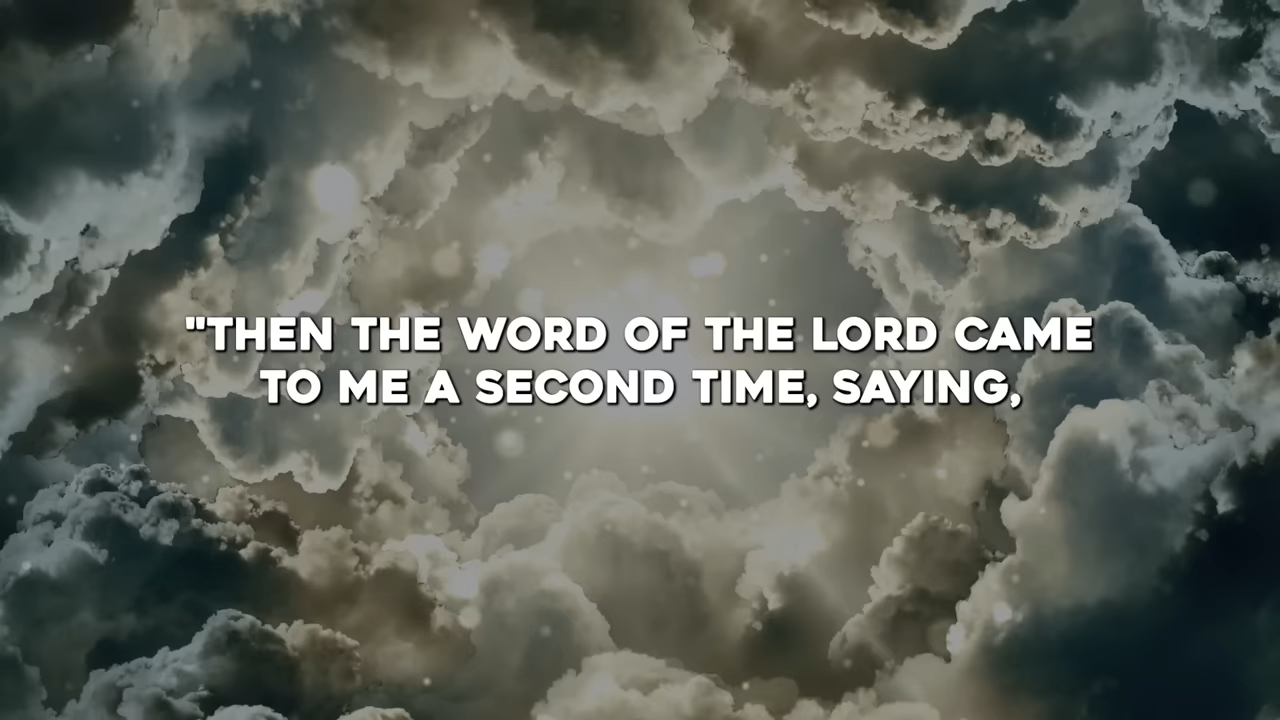 "THEN THE WORD OF THE LORD CAME
TO ME A SECOND TIME, SAYING,